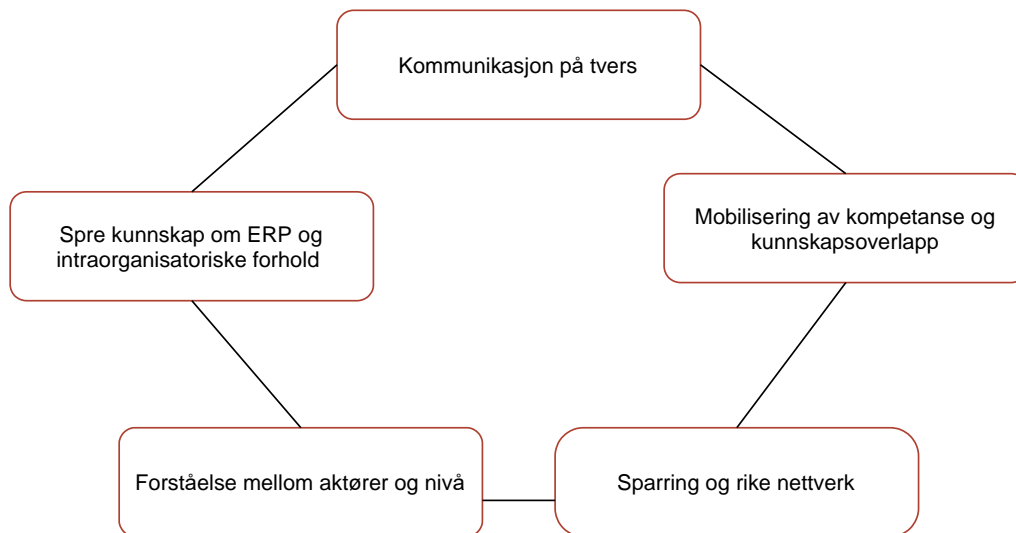 Kommunikasjon på tvers
Mobilisering av kompetanse og
kunnskapsoverlapp
Spre kunnskap om ERP og
intraorganisatoriske forhold
Forståelse mellom aktører og nivå
Sparring og rike nettverk